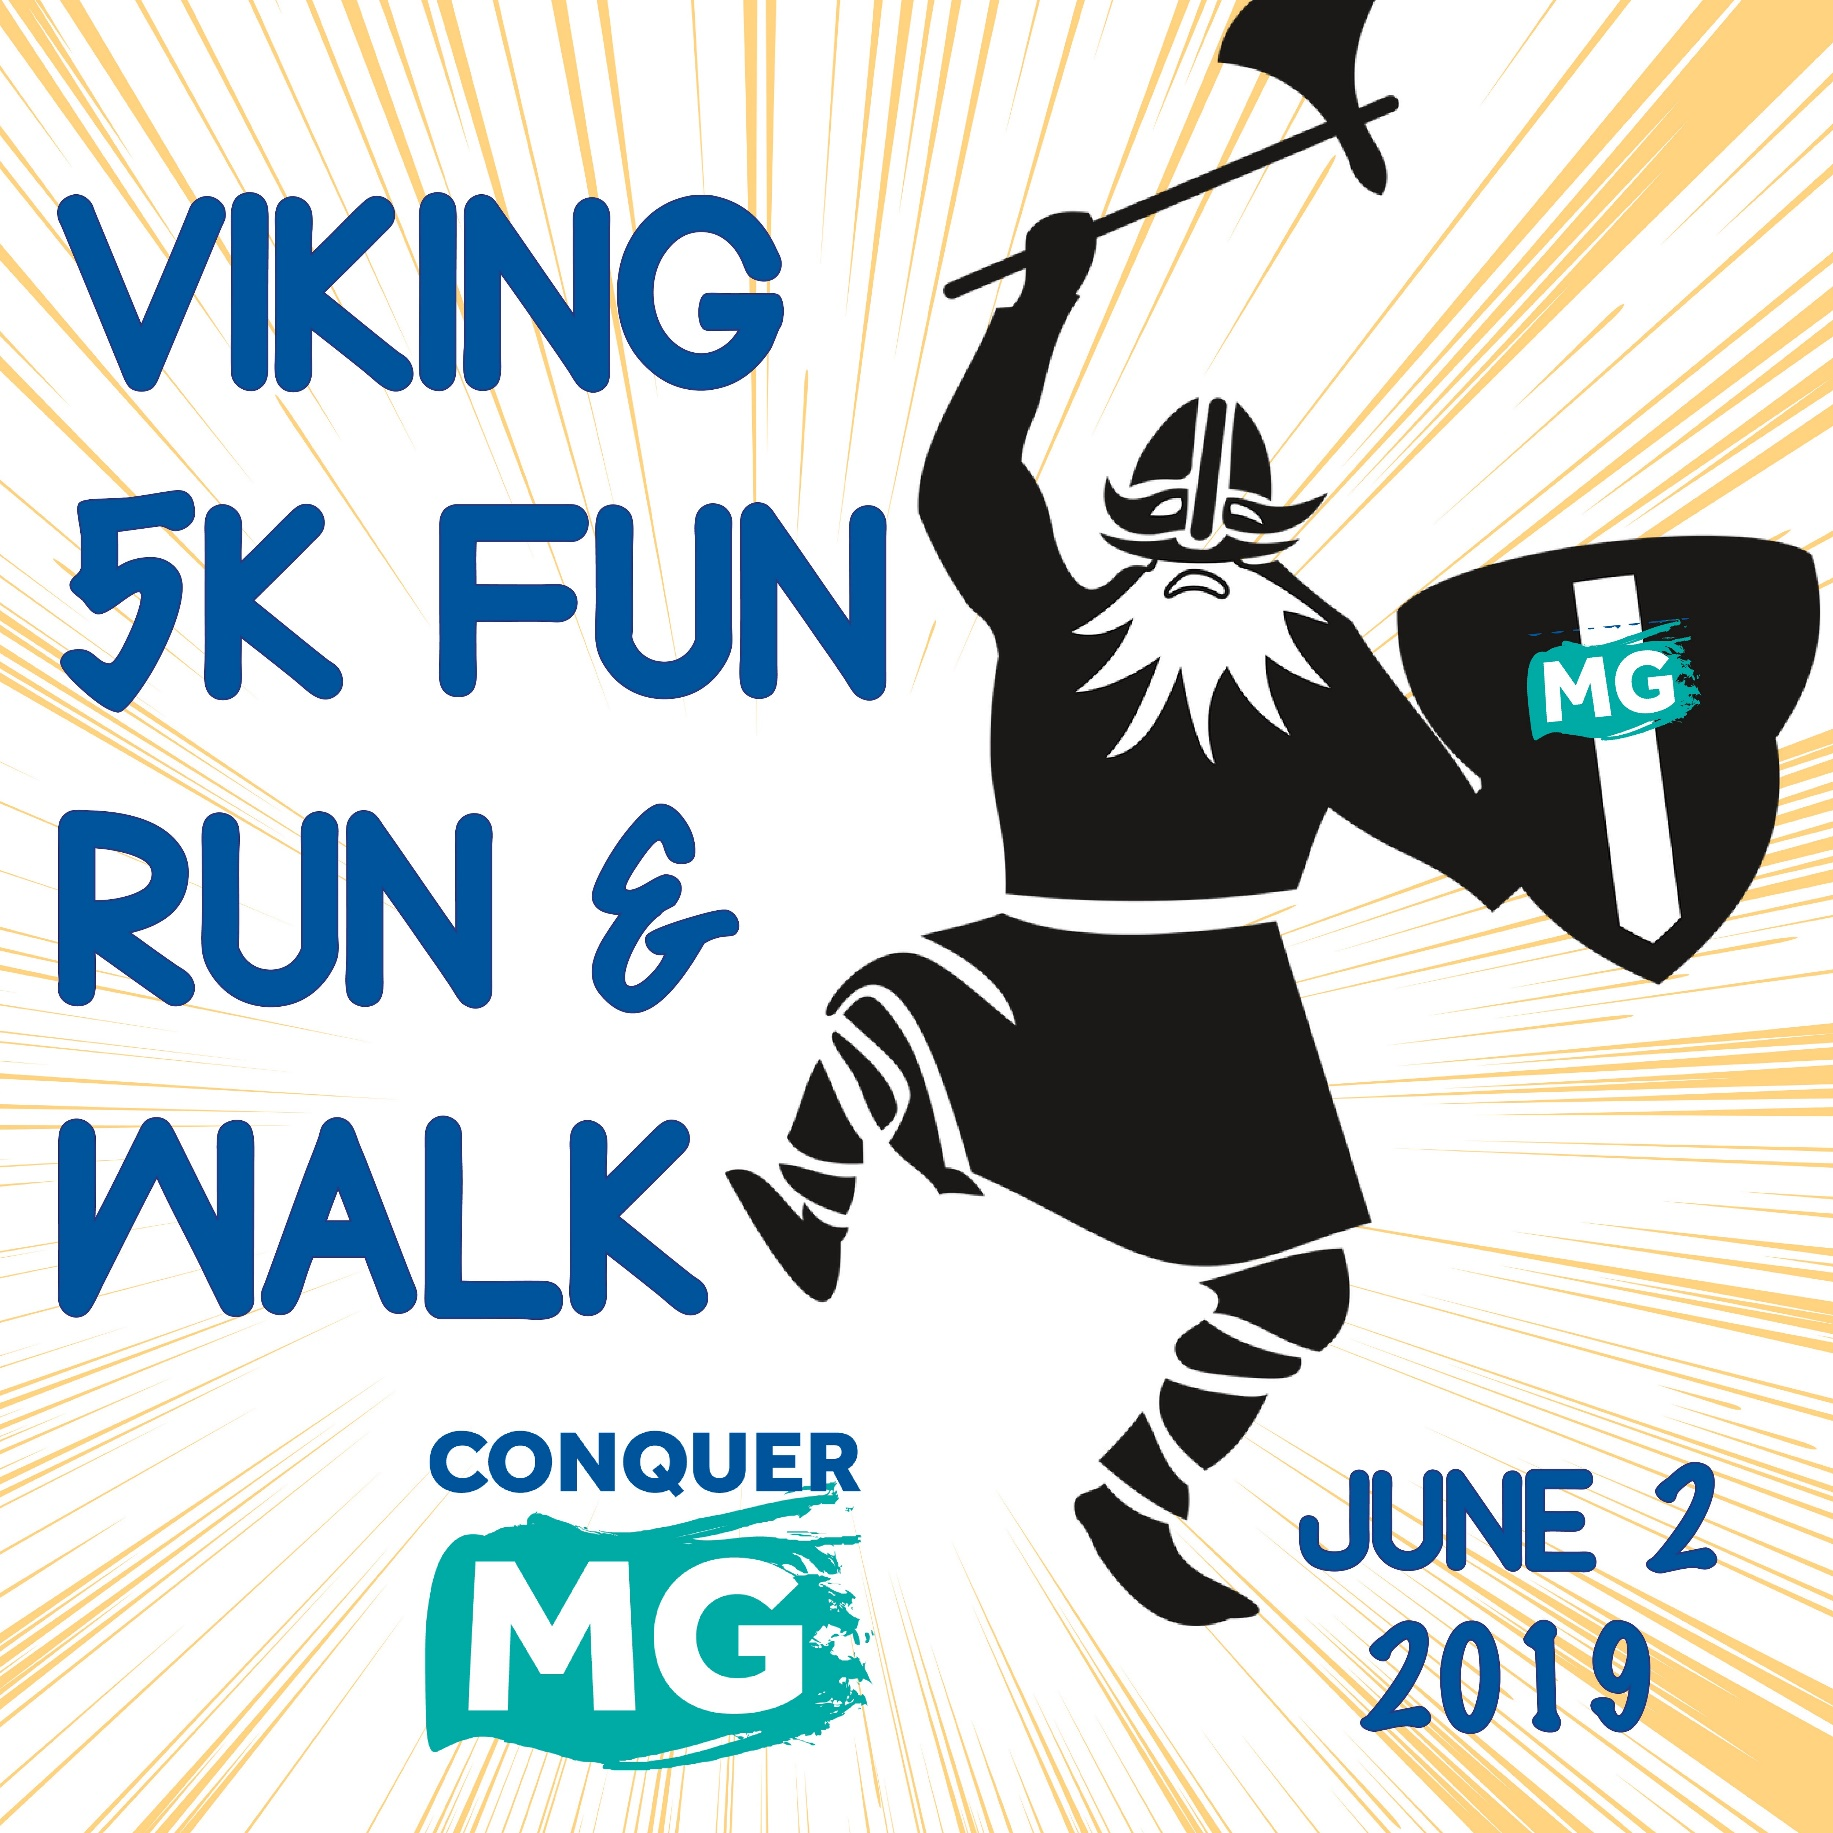 VIKING
5K FUN
RUN &
WALK
MG
CONQUER
MG
JUNE 2
2019